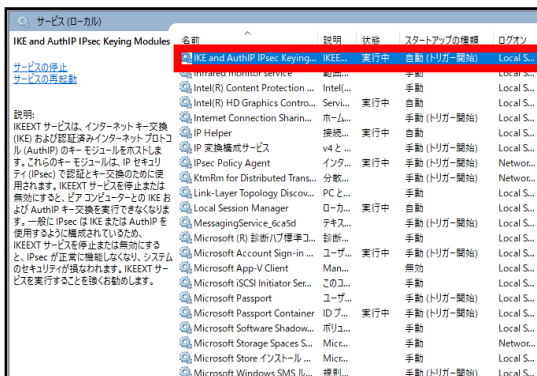 サービス (ローカル)
IKE and AuthIP IPsec Keying Modules
サービスの停止
サービスの再起動
説明:
IKEEXT サービスは、インターネット キー交換
(IKE) および認証済みインターネット プロトコ
ル (AuthIP) のキー モジュールをホストしま
す。これらのキー モジュールは、IP セキュリ
ティ (IPsec) で認証とキー交換のために使
用されます。IKEEXT サービスを停止または
無効にすると、ピア コンピューターとの IKE お
よび AuthIP キー交換を実行できなくなりま
す。一般に IPsec は IKE または AuthIP を
使用するように構成されているため、
IKEEXT サービスを停止または無効にする
と、IPsec が正常に機能しなくなり、システム
のセキュリティが損なわれます。IKEEXT サー
ビスを実行することを強くお勧めします。
名前 説明 状態 スタートアップの種類 ログオン
IKE and AuthIP IPsec Keying... IKEE... 実行中 自動 (トリガー開始) Local S...
Infrared monitor service 範囲... 手動 Local S...
Intel(R) Content Protection ... Intel(... 手動 Local S...
Intel(R) HD Graphics Contro... Servi... 実行中 自動 Local S...
Internet Connection Sharin... ホーム... 手動 (トリガー開始) Local S...
IP Helper 接続... 実行中 自動 Local S...
IP 変換構成サービス v4 と ... 手動 (トリガー開始) Local S...
IPsec Policy Agent インタ... 実行中 手動 (トリガー開始) Networ...
KtmRm for Distributed Trans... 分散... 手動 (トリガー開始) Networ...
Link-Layer Topology Discov... PC と... 手動 Local S...
Local Session Manager ローカ... 実行中 自動 Local S...
MessagingService_6ca5d テキス... 手動 (トリガー開始) Local S...
Microsoft (R) 診断ハブ標準コ... 診断... 手動 Local S...
Microsoft Account Sign-in ... ユーザ... 実行中 手動 (トリガー開始) Local S...
Microsoft App-V Client Man... 無効 Local S...
Microsoft iSCSI Initiator Ser... このコ... 手動 Local S...
Microsoft Passport ユーザ... 手動 (トリガー開始) Local S...
Microsoft Passport Container ID プ... 実行中 手動 (トリガー開始) Local S...
Microsoft Software Shadow... ボリュ... 手動 Local S...
Microsoft Storage Spaces S... Micr... 手動 Networ...
Microsoft Store インストール ... Micr... 手動 Local S...
Microsoft Windows SMS ル... 規則... 手動 (トリガー開始) Local S...